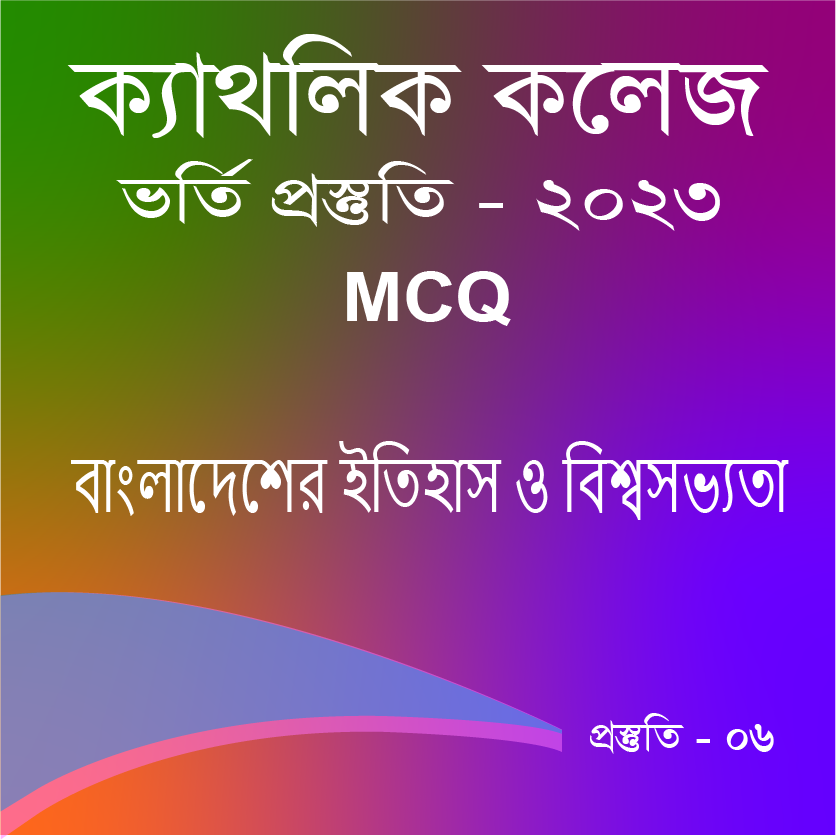 ক্যাথলিক কলেজ
ভর্তি প্রস্তুতি - ২০২৩
MCQ
বাংলাদেশের ইতিহাস ও বিশ্বসভ্যতা
প্রস্তুতি - ০৬